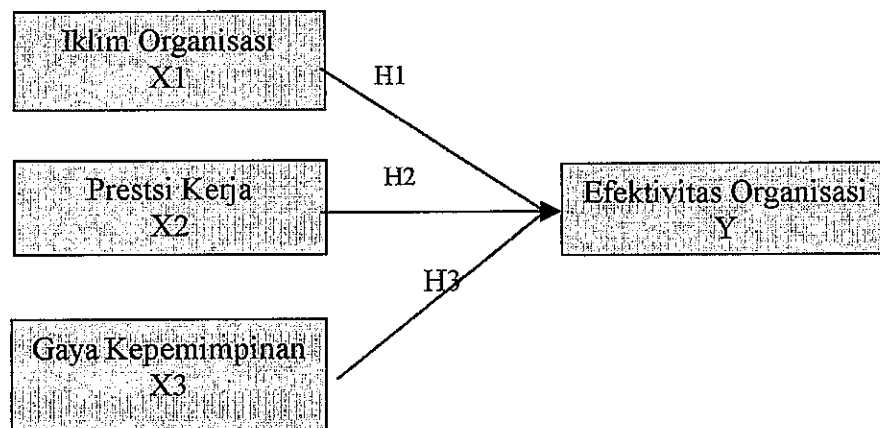 Iklim Organisasi
X1
H1
Prestsi Kerja
X2
H2
Efektivitas Organisasi
Y
H3
Gaya Kepemimpinan
X3